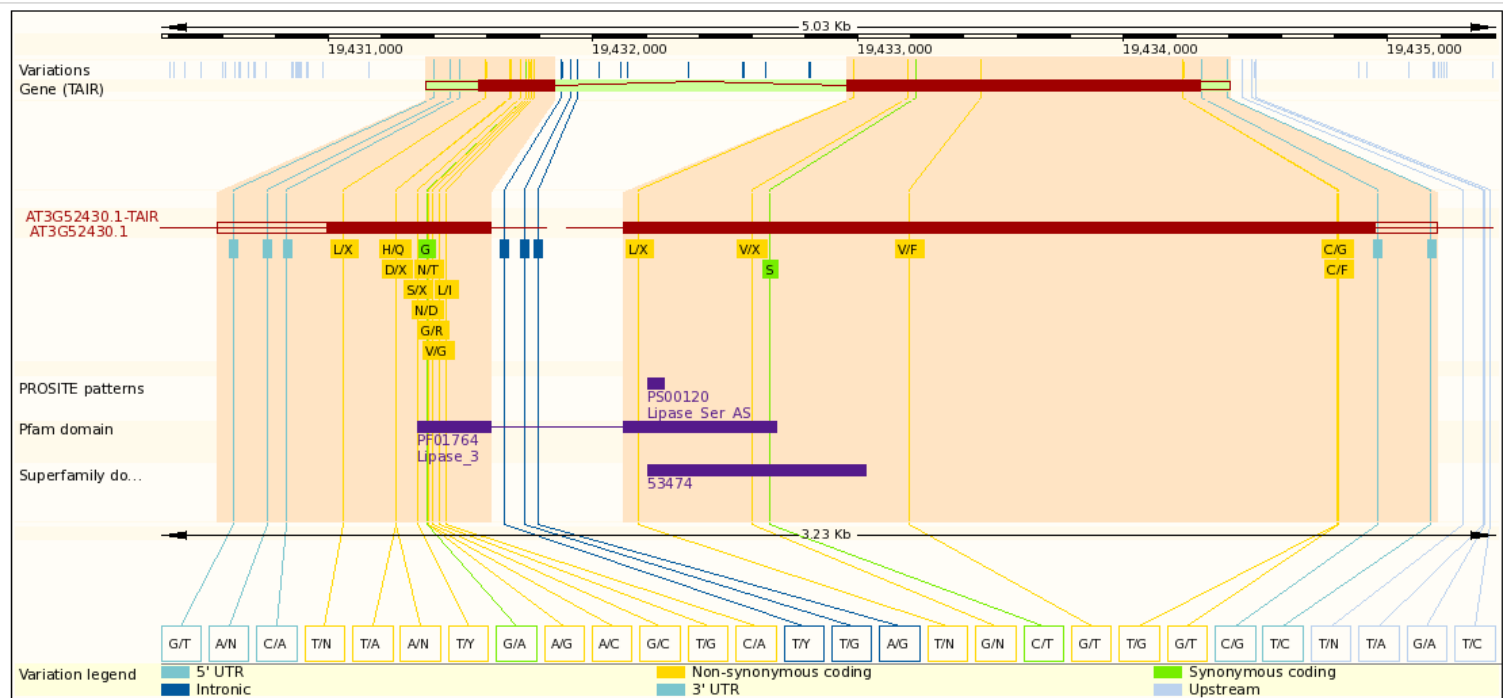 5.03 Kb
19,431,000 19,432,000 19,433,000 19,434,000 19,435,000
Variations
Gene (TAIR)
AT3G52430.1-TAIR
AT3G52430.1
L/X H/Q G L/X V/X V/F C/G
D/X N/T S C/F
S/X L/I
N/D
G/R
V/G
PROSITE patterns
PS00120
Lipase_Ser_AS
Pfam domain
PF01764
Lipase_3
Superfamily do...
53474
3.23 Kb
G/T A/N C/A T/N T/A A/N T/Y G/A A/G A/C G/C T/G C/A T/Y T/G A/G T/N G/N C/T G/T T/G G/T C/G T/C T/N T/A G/A T/C
Variation legend
5' UTR Non-synonymous coding Synonymous coding
Intronic 3' UTR Upstream